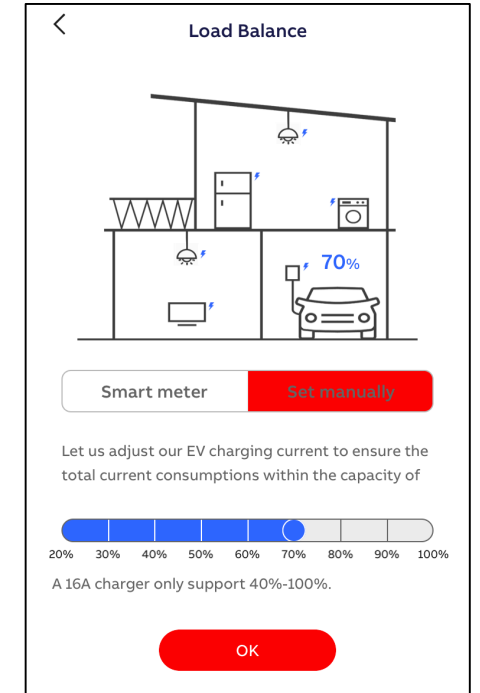 Load Balance
70%
Smart meter
Set manually
Let us adjust our EV charging current to ensure the
total current consumptions within the capacity of
20% 30% 40% 50% 60% 70% 80% 90% 100%
A 16A charger only support 40%-100%.
OK